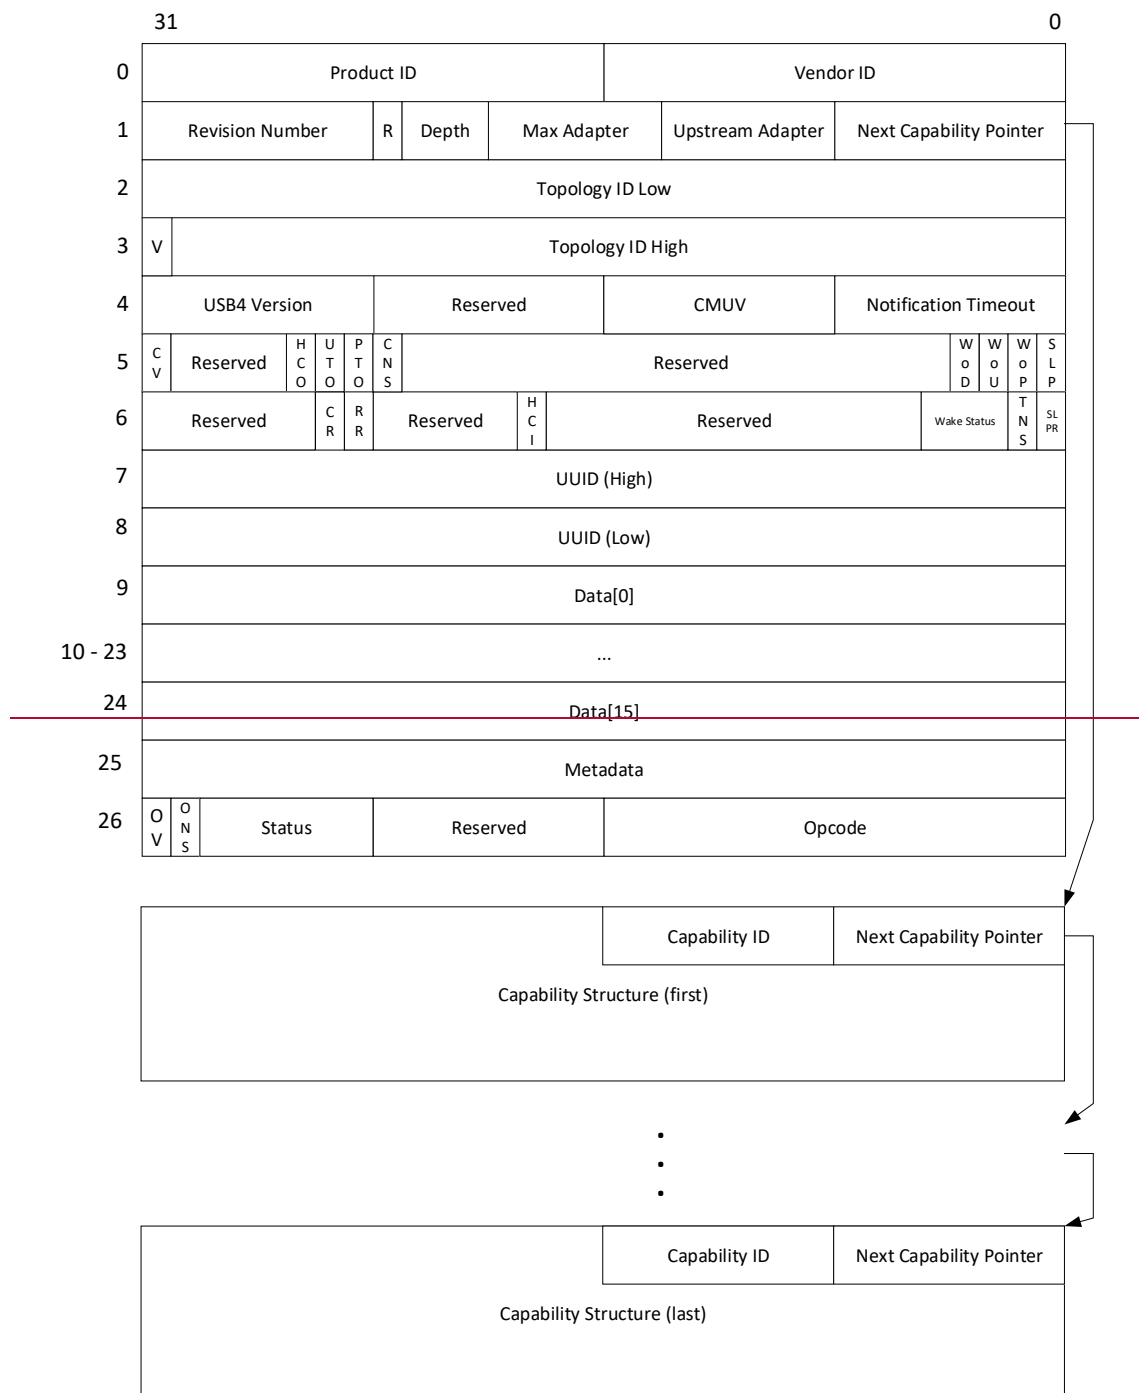 31 0
0 Product ID Vendor ID
1 Revision Number R Depth Max Adapter Upstream Adapter Next Capability Pointer
2 Topology ID Low
3 V Topology ID High
4 USB4 Version Reserved CMUV Notification Timeout
5 CV Reserved HCO UTO PTO CNS Reserved WoD WoU WoP SLP
6 Reserved CR RR Reserved HCI Reserved Wake Status TNS SLPR
7 UUID (High)
8 UUID (Low)
9 Data[0]
10 - 23 ...
24 Data[15]
25 Metadata
26 OV ONS Status Reserved Opcode
Capability ID Next Capability Pointer
Capability Structure (first)
Capability ID Next Capability Pointer
Capability Structure (last)